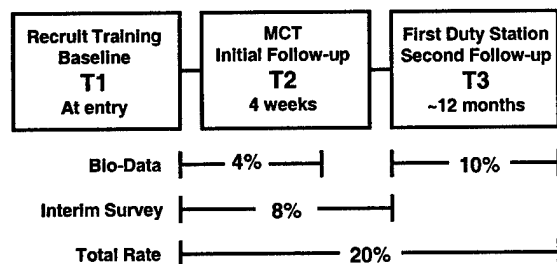 Recruit Training
Baseline
T1
At entry
MCT
Initial Follow-up
T2
4 weeks
First Duty Station
Second Follow-up
T3
~12 months
Bio-Data 4% 10%
Interim Survey 8%
Total Rate 20%